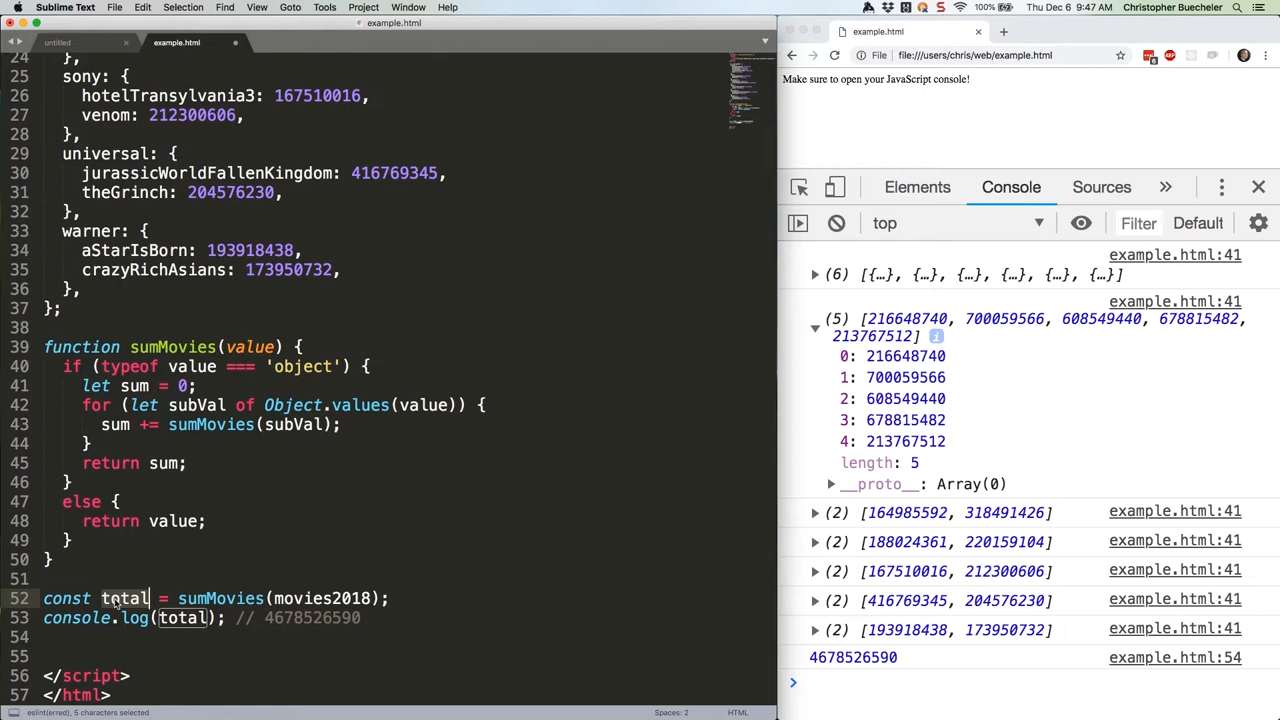 Sublime Text File Edit Selection Find View Goto Tools Project Window Help
100% Thu Dec 6 9:47 AM Christopher Buecheler
example.html
untitled × example.html
24 },
25 sony: {
26 hotelTransylvania3: 167510016,
27 venom: 212300606,
28 },
29 universal: {
30 jurassicWorldFallenKingdom: 416769345,
31 theGrinch: 204576230,
32 },
33 warner: {
34 aStarIsBorn: 193918438,
35 crazyRichAsians: 173950732,
36 },
37 };
38
39 function sumMovies(value) {
40 if (typeof value === 'object') {
41 let sum = 0;
42 for (let subVal of Object.values(value)) {
43 sum += sumMovies(subVal);
44 }
45 return sum;
46 }
47 else {
48 return value;
49 }
50 }
51
52 const total = sumMovies(movies2018);
53 console.log(total); // 4678526590
54
55
56 </script>
57 </html>
eslint(erred), 5 characters selected Spaces: 2 HTML
example.html ×
File file:///users/chris/web/example.html
Make sure to open your JavaScript console!
Elements Console Sources »
top Filter Default
example.html:41
(6) [{…}, {…}, {…}, {…}, {…}, {…}]
example.html:41
(5) [216648740, 700059566, 608549440, 678815482,
213767512]
0: 216648740
1: 700059566
2: 608549440
3: 678815482
4: 213767512
length: 5
__proto__: Array(0)
(2) [164985592, 318491426] example.html:41
(2) [188024361, 220159104] example.html:41
(2) [167510016, 212300606] example.html:41
(2) [416769345, 204576230] example.html:41
(2) [193918438, 173950732] example.html:41
4678526590 example.html:54